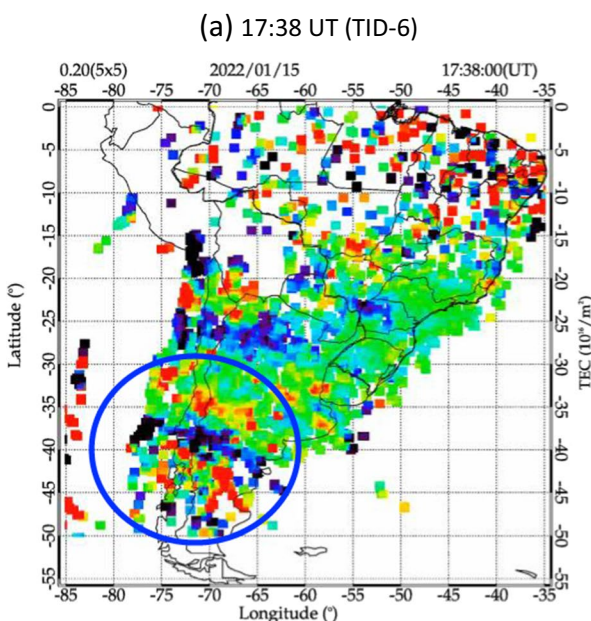 (a) 17:38 UT (TID-6)
0.20(5x5) 2022/01/15 17:38:00(UT)
-85 -80 -75 -70 -65 -60 -55 -50 -45 -40 -35
0 0
-5 -5
-10 -10
-15 -15
-20 -20
-25 -25
-30 -30
-35 -35
-40 -40
-45 -45
-50 -50
-55 -55
Latitude (°)
TEC (10¹⁶/m²)
-85 -80 -75 -70 -65 -60 -55 -50 -45 -40 -35
Longitude (°)